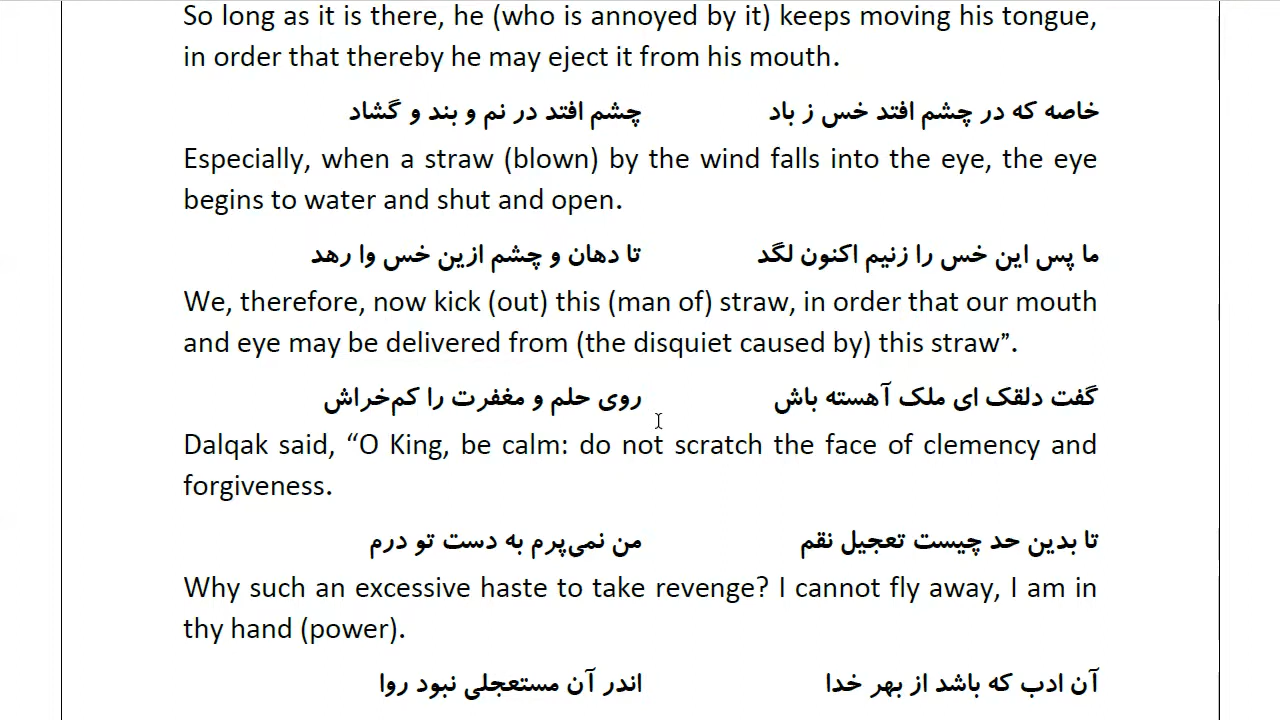 So long as it is there, he (who is annoyed by it) keeps moving his tongue,
in order that thereby he may eject it from his mouth.
خاصه که در چشم افتد خس ز باد چشم افتد در نم و بند و گشاد
Especially, when a straw (blown) by the wind falls into the eye, the eye
begins to water and shut and open.
ما پس این خس را زنیم اکنون لگد تا دهان و چشم ازین خس وا رهد
We, therefore, now kick (out) this (man of) straw, in order that our mouth
and eye may be delivered from (the disquiet caused by) this straw”.
گفت دلقک ای ملک آهسته باش روی حلم و مغفرت را کم‌خراش
Dalqak said, “O King, be calm: do not scratch the face of clemency and
forgiveness.
تا بدین حد چیست تعجیل نقم من نمی‌پرم به دست تو درم
Why such an excessive haste to take revenge? I cannot fly away, I am in
thy hand (power).
آن ادب که باشد از بهر خدا اندر آن مستعجلی نبود روا